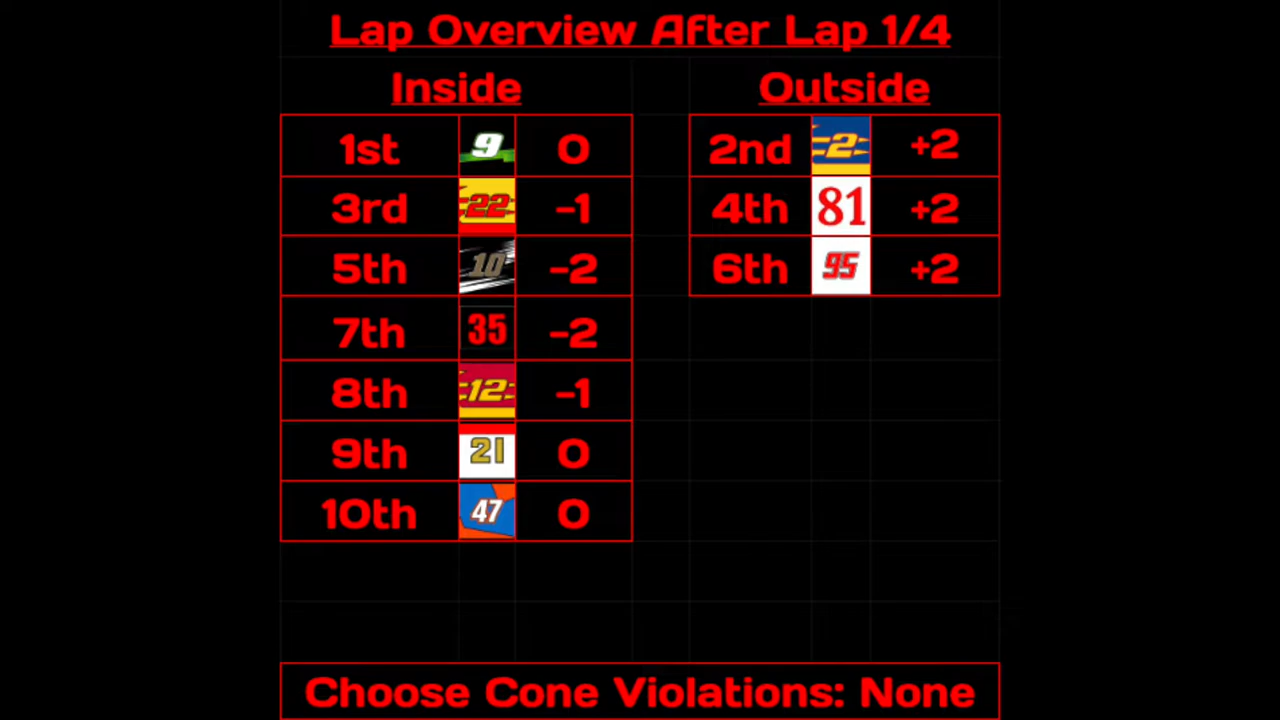 Lap Overview After Lap 1/4
Inside Outside
1st 9 0 2nd 2 +2
3rd 22 -1 4th 81 +2
5th 10 -2 6th 95 +2
7th 35 -2
8th 12 -1
9th 21 0
10th 47 0
Choose Cone Violations: None